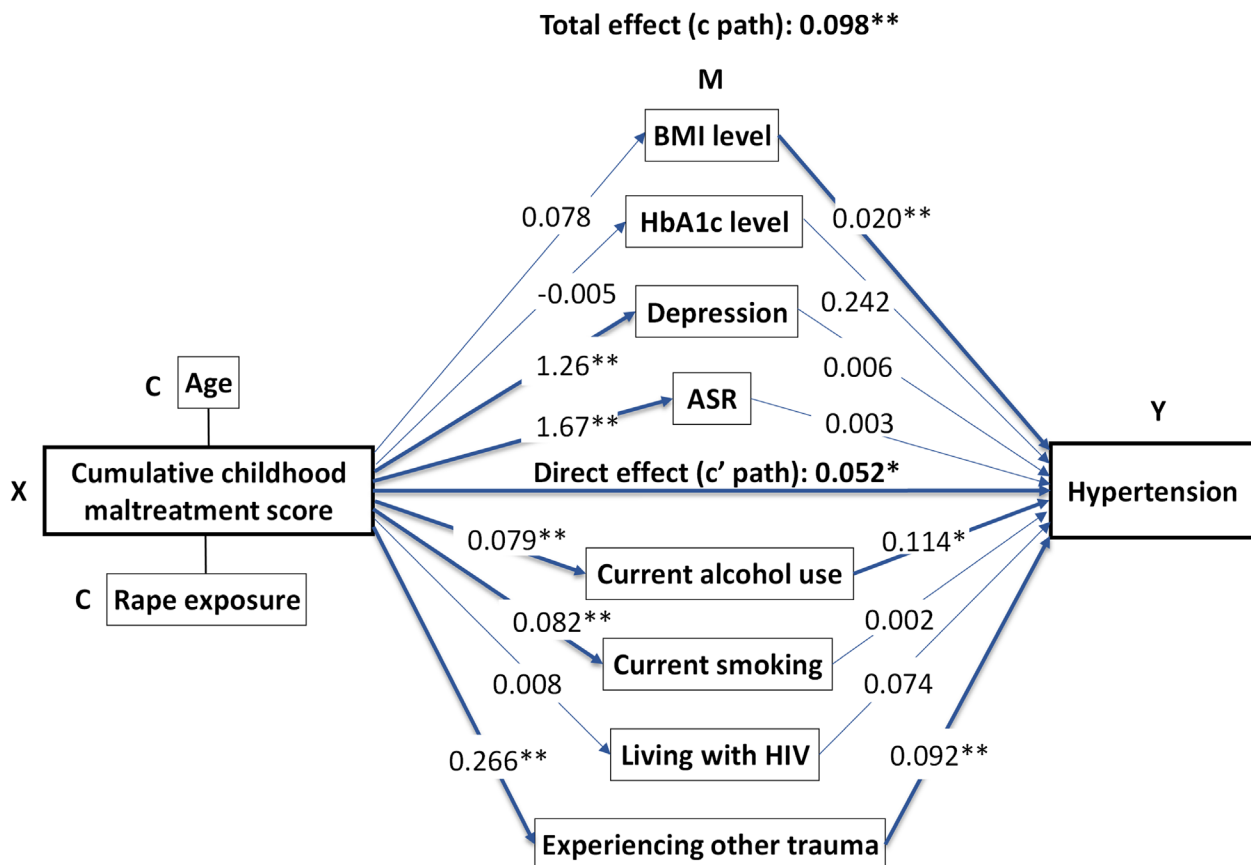 Total effect (c path): 0.098**
M
BMI level
0.078
0.020**
HbA1c level
-0.005
0.242
Depression
1.26**
0.006
C
Age
ASR
1.67**
0.003
Y
X
Cumulative childhood
maltreatment score
Direct effect (c’ path): 0.052*
Hypertension
0.079**
0.114*
Current alcohol use
C
Rape exposure
0.082**
0.002
Current smoking
0.008
0.074
Living with HIV
0.266**
0.092**
Experiencing other trauma